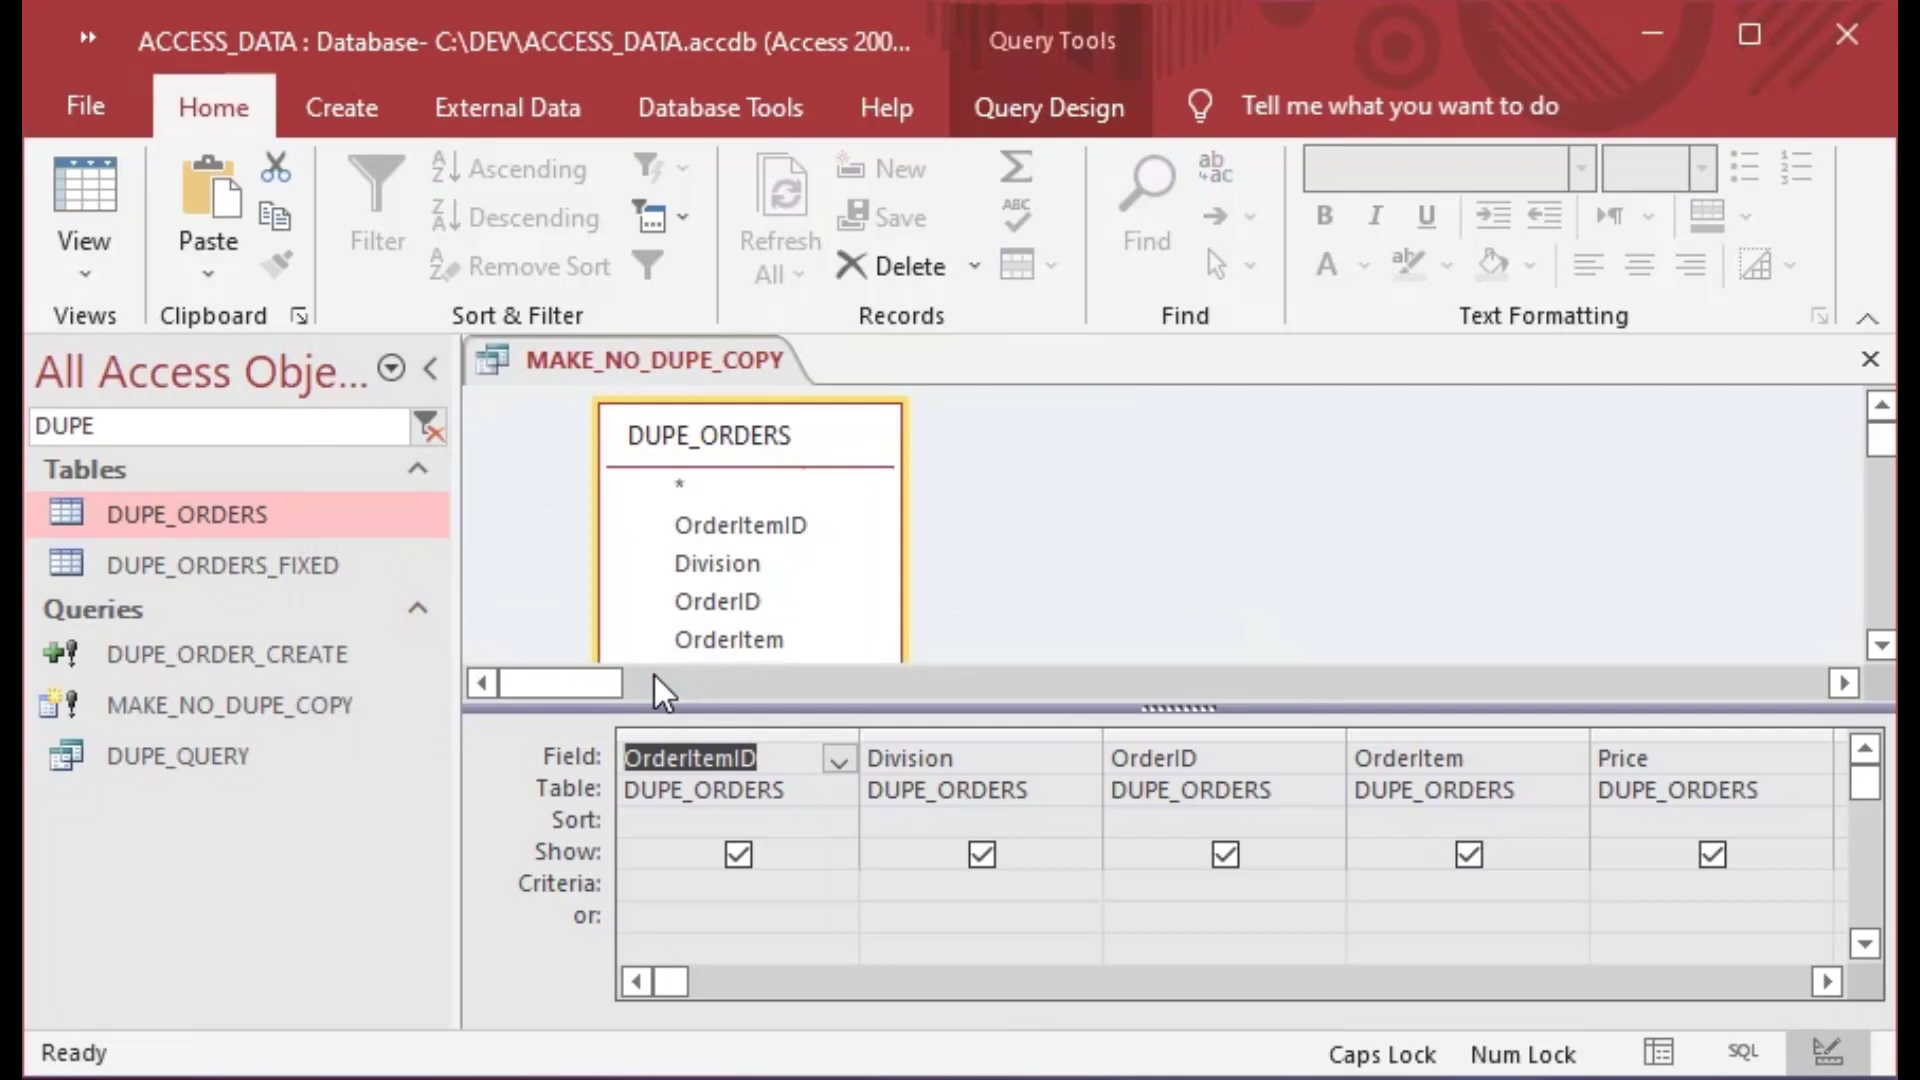 ACCESS_DATA : Database- C:\DEV\ACCESS_DATA.accdb (Access 200...
Query Tools
File
Home
Create
External Data
Database Tools
Help
Query Design
Tell me what you want to do
View
Views
Paste
Clipboard
Filter
Ascending
Descending
Remove Sort
Sort & Filter
Refresh
All
New
Save
Delete
ABC
Records
Find
ab
ac
Find
B I U
A
ab
Text Formatting
All Access Obje...
DUPE
Tables
DUPE_ORDERS
DUPE_ORDERS_FIXED
Queries
DUPE_ORDER_CREATE
MAKE_NO_DUPE_COPY
DUPE_QUERY
MAKE_NO_DUPE_COPY
DUPE_ORDERS
*
OrderItemID
Division
OrderID
OrderItem
Field: OrderItemID Division OrderID OrderItem Price
Table: DUPE_ORDERS DUPE_ORDERS DUPE_ORDERS DUPE_ORDERS DUPE_ORDERS
Sort:
Show:
Criteria:
or:
Ready
Caps Lock Num Lock SQL